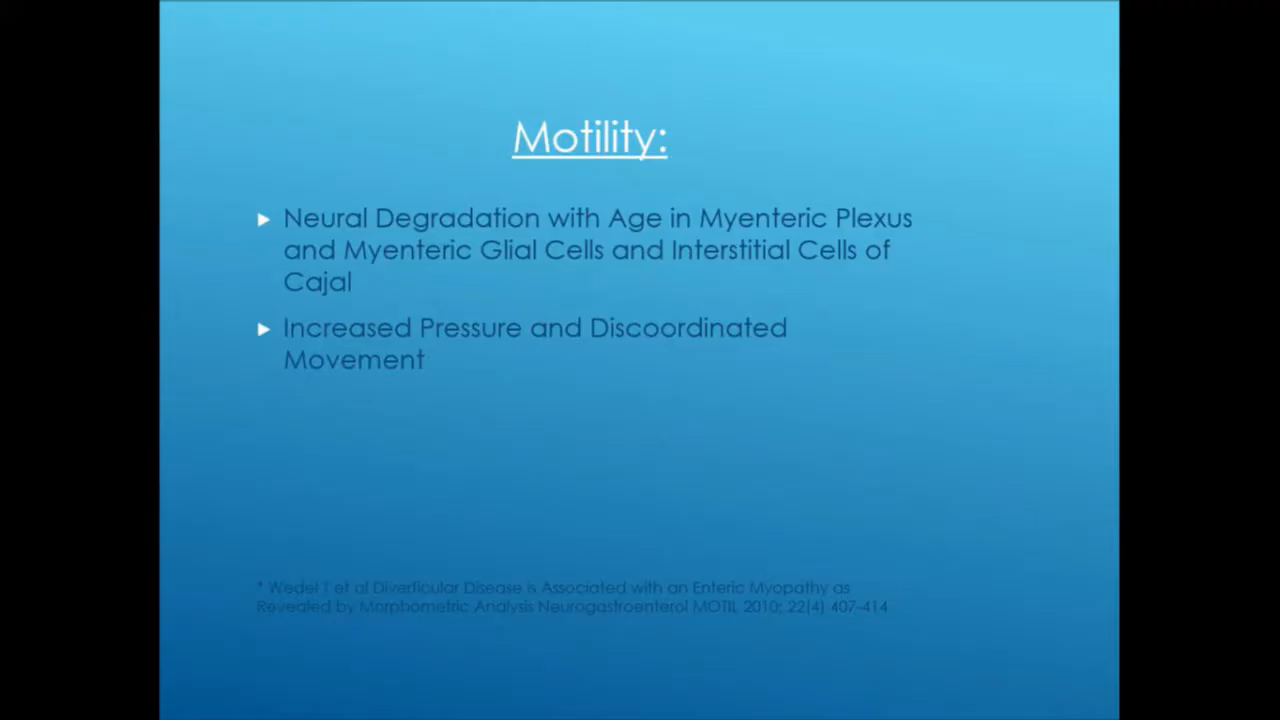 Motility:
Neural Degradation with Age in Myenteric Plexus
and Myenteric Glial Cells and Interstitial Cells of
Cajal
Increased Pressure and Discoordinated
Movement
* Wedel T et al Diverticular Disease is Associated with an Enteric Myopathy as
Revealed by Morphometric Analysis Neurogastroenterol MOTIL 2010; 22(4) 407-414